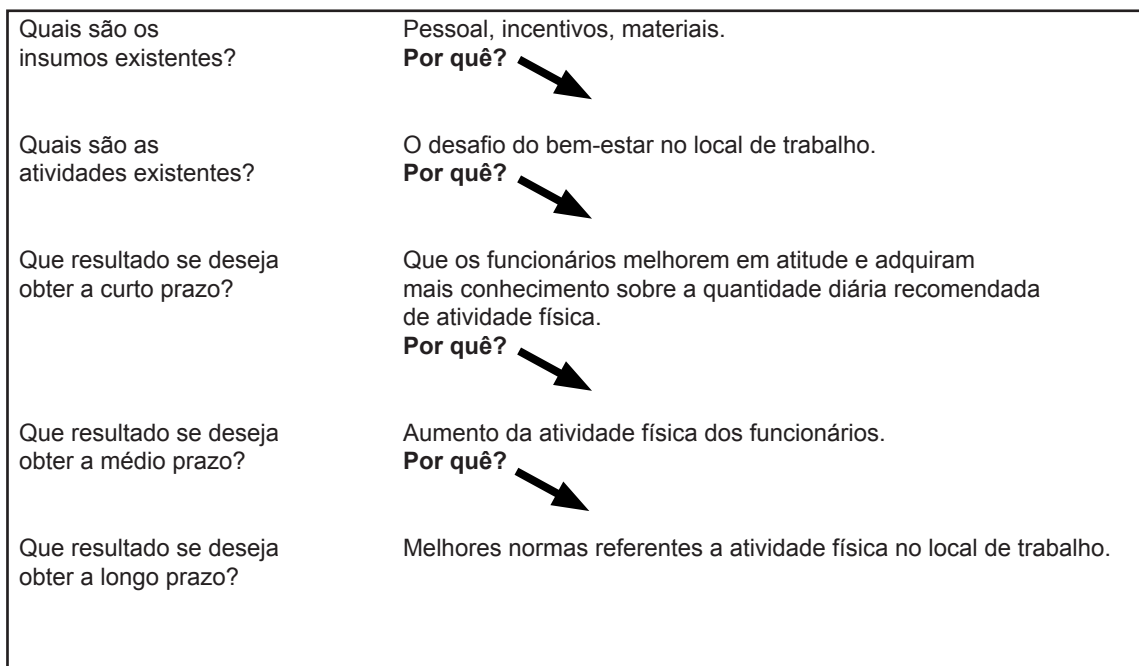 Quais são os
insumos existentes?
Pessoal, incentivos, materiais.
Por quê?
Quais são as
atividades existentes?
O desafio do bem-estar no local de trabalho.
Por quê?
Que resultado se deseja
obter a curto prazo?
Que os funcionários melhorem em atitude e adquiram
mais conhecimento sobre a quantidade diária recomendada
de atividade física.
Por quê?
Que resultado se deseja
obter a médio prazo?
Aumento da atividade física dos funcionários.
Por quê?
Que resultado se deseja
obter a longo prazo?
Melhores normas referentes a atividade física no local de trabalho.